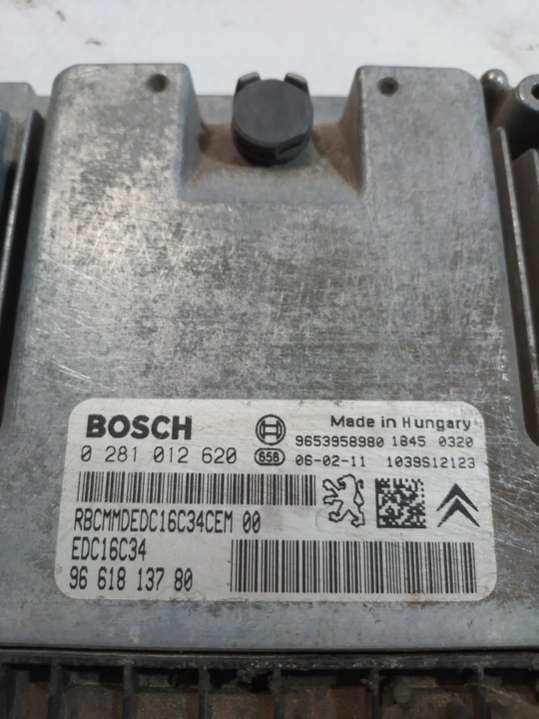 BOSCH
Made in Hungary
9653958980 1845 0320
0 281 012 620
656 06-02-11 1039S12123
RBCMMDEDC16C34CEM 00
EDC16C34
96 618 137 80